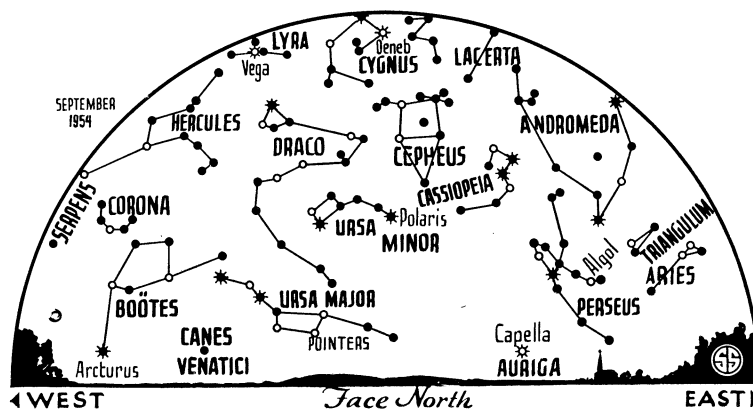 LYRA
Vega
Deneb
CYGNUS
LACERTA
SEPTEMBER
1954
HERCULES
DRACO
CEPHEUS
ANDROMEDA
CASSIOPEIA
SERPENS
CORONA
URSA
MINOR
Polaris
TRIANGULUM
ARIES
Algol
PERSEUS
BOÖTES
URSA MAJOR
POINTERS
CANES
VENATICI
Arcturus
Capella
AURIGA
SS
WEST
Face North
EAST